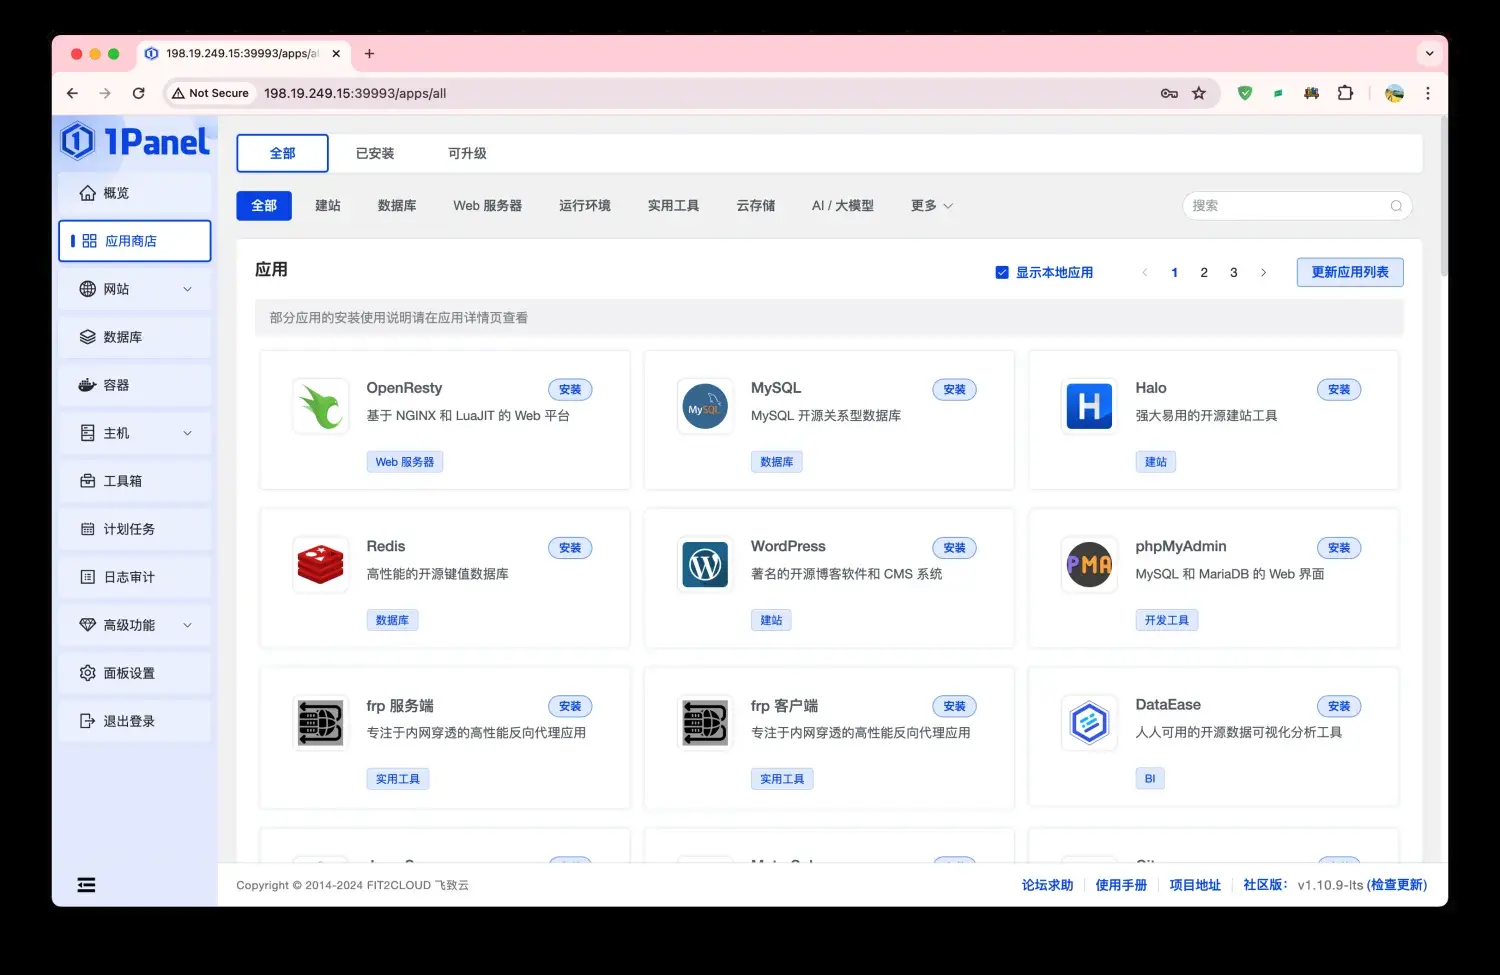 198.19.249.15:39993/apps/al
Not Secure
198.19.249.15:39993/apps/all
1Panel
概览
应用商店
网站
数据库
容器
主机
工具箱
计划任务
日志审计
高级功能
面板设置
退出登录
全部 已安装 可升级
全部 建站 数据库 Web 服务器 运行环境 实用工具 云存储 AI / 大模型 更多
搜索
应用
显示本地应用
1 2 3
更新应用列表
部分应用的安装使用说明请在应用详情页查看
OpenResty
安装
基于 NGINX 和 LuaJIT 的 Web 平台
Web 服务器
MySQL
MySQL
安装
MySQL 开源关系型数据库
数据库
H
Halo
安装
强大易用的开源建站工具
建站
Redis
安装
高性能的开源键值数据库
数据库
WordPress
安装
著名的开源博客软件和 CMS 系统
建站
PMA
phpMyAdmin
安装
MySQL 和 MariaDB 的 Web 界面
开发工具
frp 服务端
安装
专注于内网穿透的高性能反向代理应用
实用工具
frp 客户端
安装
专注于内网穿透的高性能反向代理应用
实用工具
DataEase
安装
人人可用的开源数据可视化分析工具
BI
Copyright © 2014-2024 FIT2CLOUD 飞致云
论坛求助 使用手册 项目地址 社区版： v1.10.9-lts (检查更新)